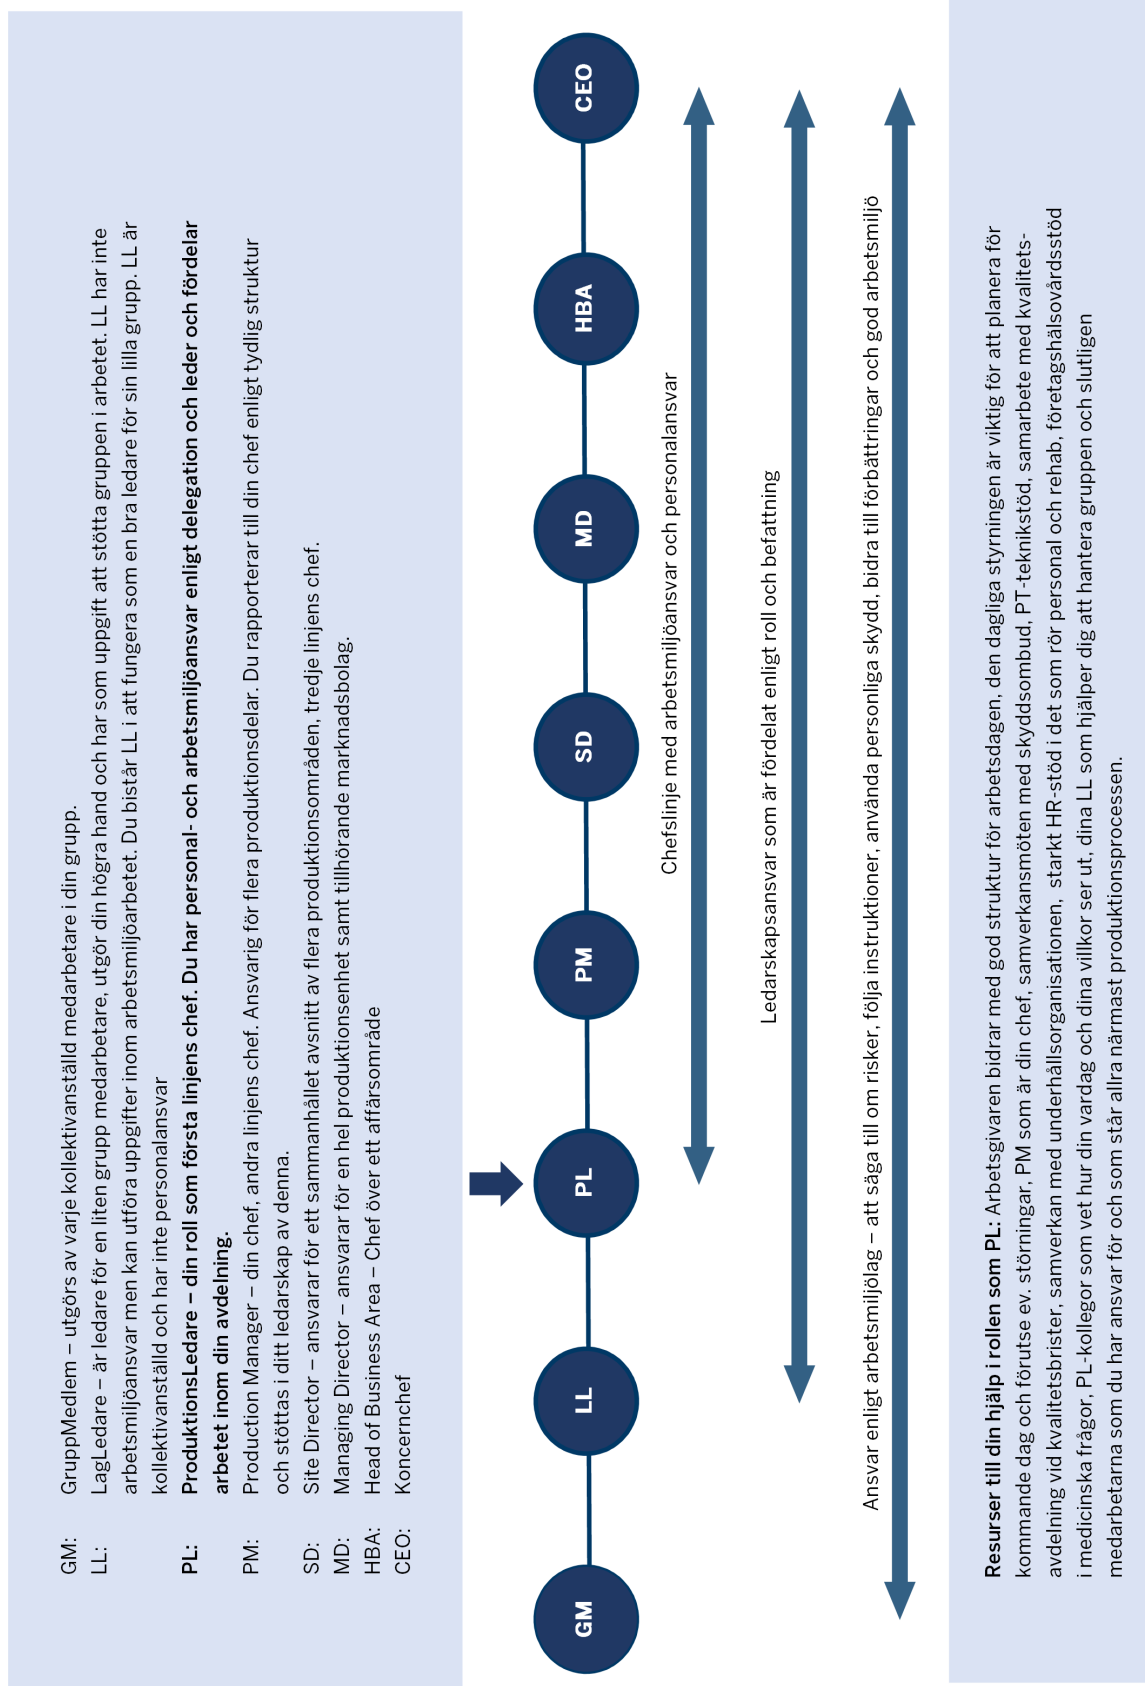 GM: GruppMedlem – utgörs av varje kollektivanställd medarbetare i din grupp.
LL: LagLedare – är ledare för en liten grupp medarbetare, utgör din högra hand och har som uppgift att stötta gruppen i arbetet. LL har inte
arbetsmiljöansvar men kan utföra uppgifter inom arbetsmiljöarbetet. Du bistår LL i att fungera som en bra ledare för sin lilla grupp. LL är
kollektivanställd och har inte personalansvar
PL: ProduktionsLedare – din roll som första linjens chef. Du har personal- och arbetsmiljöansvar enligt delegation och leder och fördelar
arbetet inom din avdelning.
PM: Production Manager – din chef, andra linjens chef. Ansvarig för flera produktionsdelar. Du rapporterar till din chef enligt tydlig struktur
och stöttas i ditt ledarskap av denna.
SD: Site Director – ansvarar för ett sammanhållet avsnitt av flera produktionsområden, tredje linjens chef.
MD: Managing Director – ansvarar för en hel produktionsenhet samt tillhörande marknadsbolag.
HBA: Head of Business Area – Chef över ett affärsområde
CEO: Koncernchef
GM LL PL PM SD MD HBA CEO
Chefslinje med arbetsmiljöansvar och personalansvar
Ledarskapsansvar som är fördelat enligt roll och befattning
Ansvar enligt arbetsmiljölag – att säga till om risker, följa instruktioner, använda personliga skydd, bidra till förbättringar och god arbetsmiljö
Resurser till din hjälp i rollen som PL: Arbetsgivaren bidrar med god struktur för arbetsdagen, den dagliga styrningen är viktig för att planera för
kommande dag och förutse ev. störningar, PM som är din chef, samverkansmöten med skyddsombud, PT-teknikstöd, samarbete med kvalitets-
avdelning vid kvalitetsbrister, samverkan med underhållsorganisationen, starkt HR-stöd i det som rör personal och rehab, företagshälsovårdsstöd
i medicinska frågor, PL-kollegor som vet hur din vardag och dina villkor ser ut, dina LL som hjälper dig att hantera gruppen och slutligen
medarbetarna som du har ansvar för och som står allra närmast produktionsprocessen.